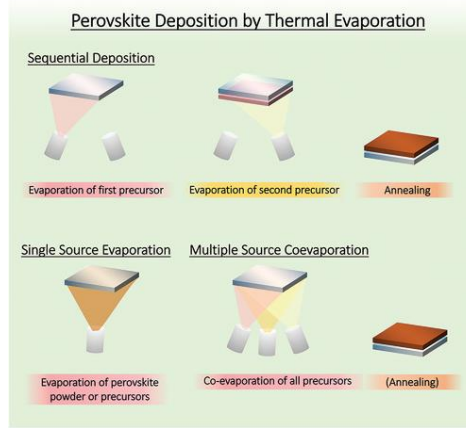 Perovskite Deposition by Thermal Evaporation
Sequential Deposition
Evaporation of first precursor
Evaporation of second precursor
Annealing
Single Source Evaporation
Multiple Source Coevaporation
Evaporation of perovskite
powder or precursors
Co-evaporation of all precursors
(Annealing)